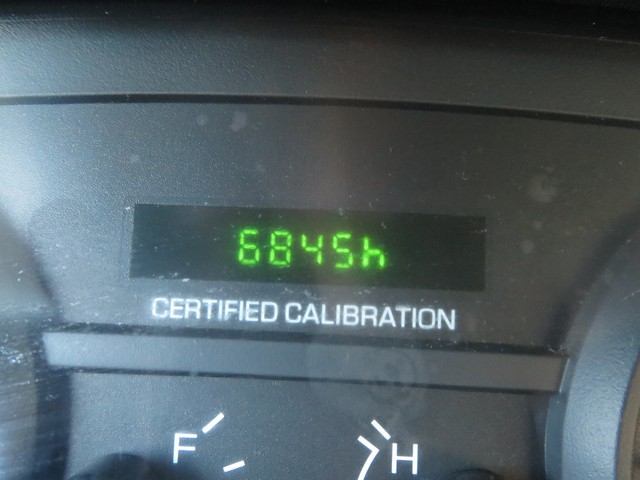 6845h
CERTIFIED CALIBRATION
F H